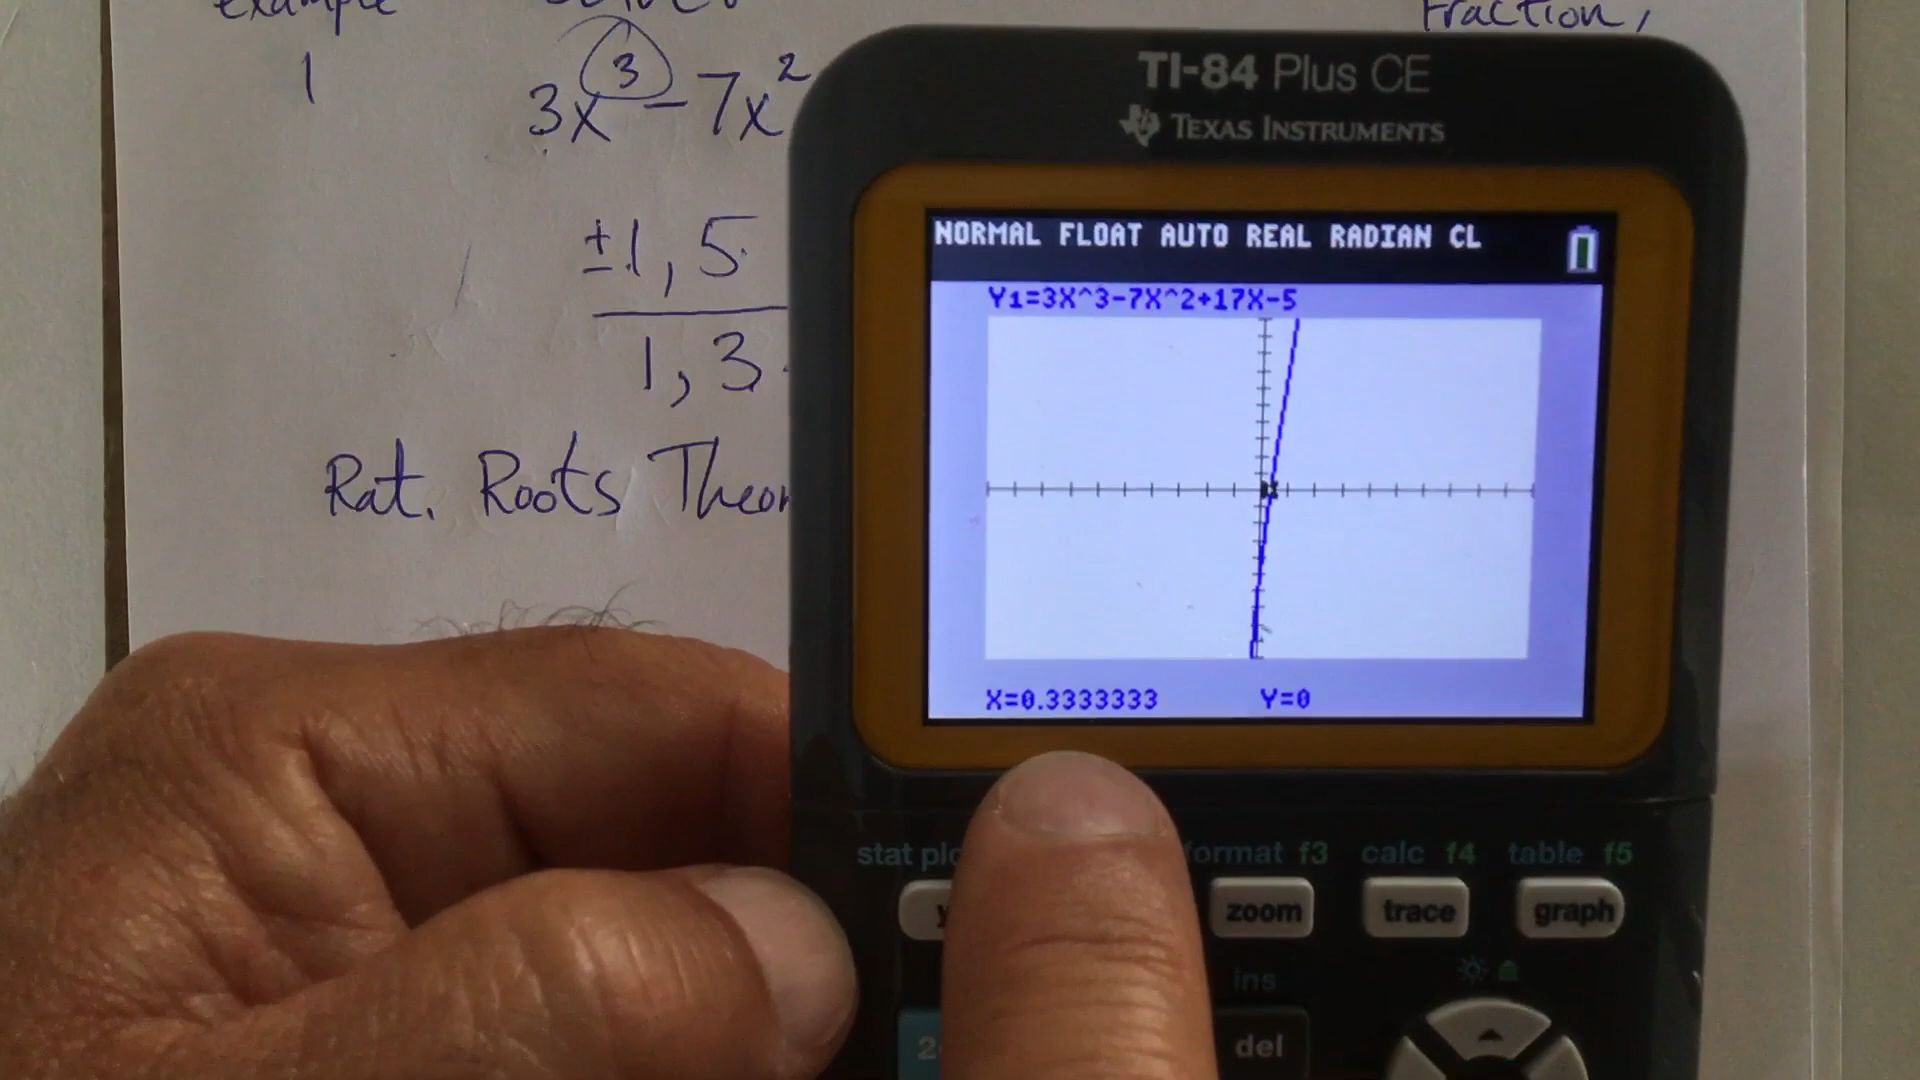 example
Fraction,
1
3x³ - 7x²
±1, 5
1, 3
Rat. Roots
TI-84 Plus CE
TEXAS INSTRUMENTS
NORMAL FLOAT AUTO REAL RADIAN CL
Y₁=3X^3-7X^2+17X-5
X=0.3333333 Y=0
format f3 calc f4 table f5
zoom trace graph
ins
del